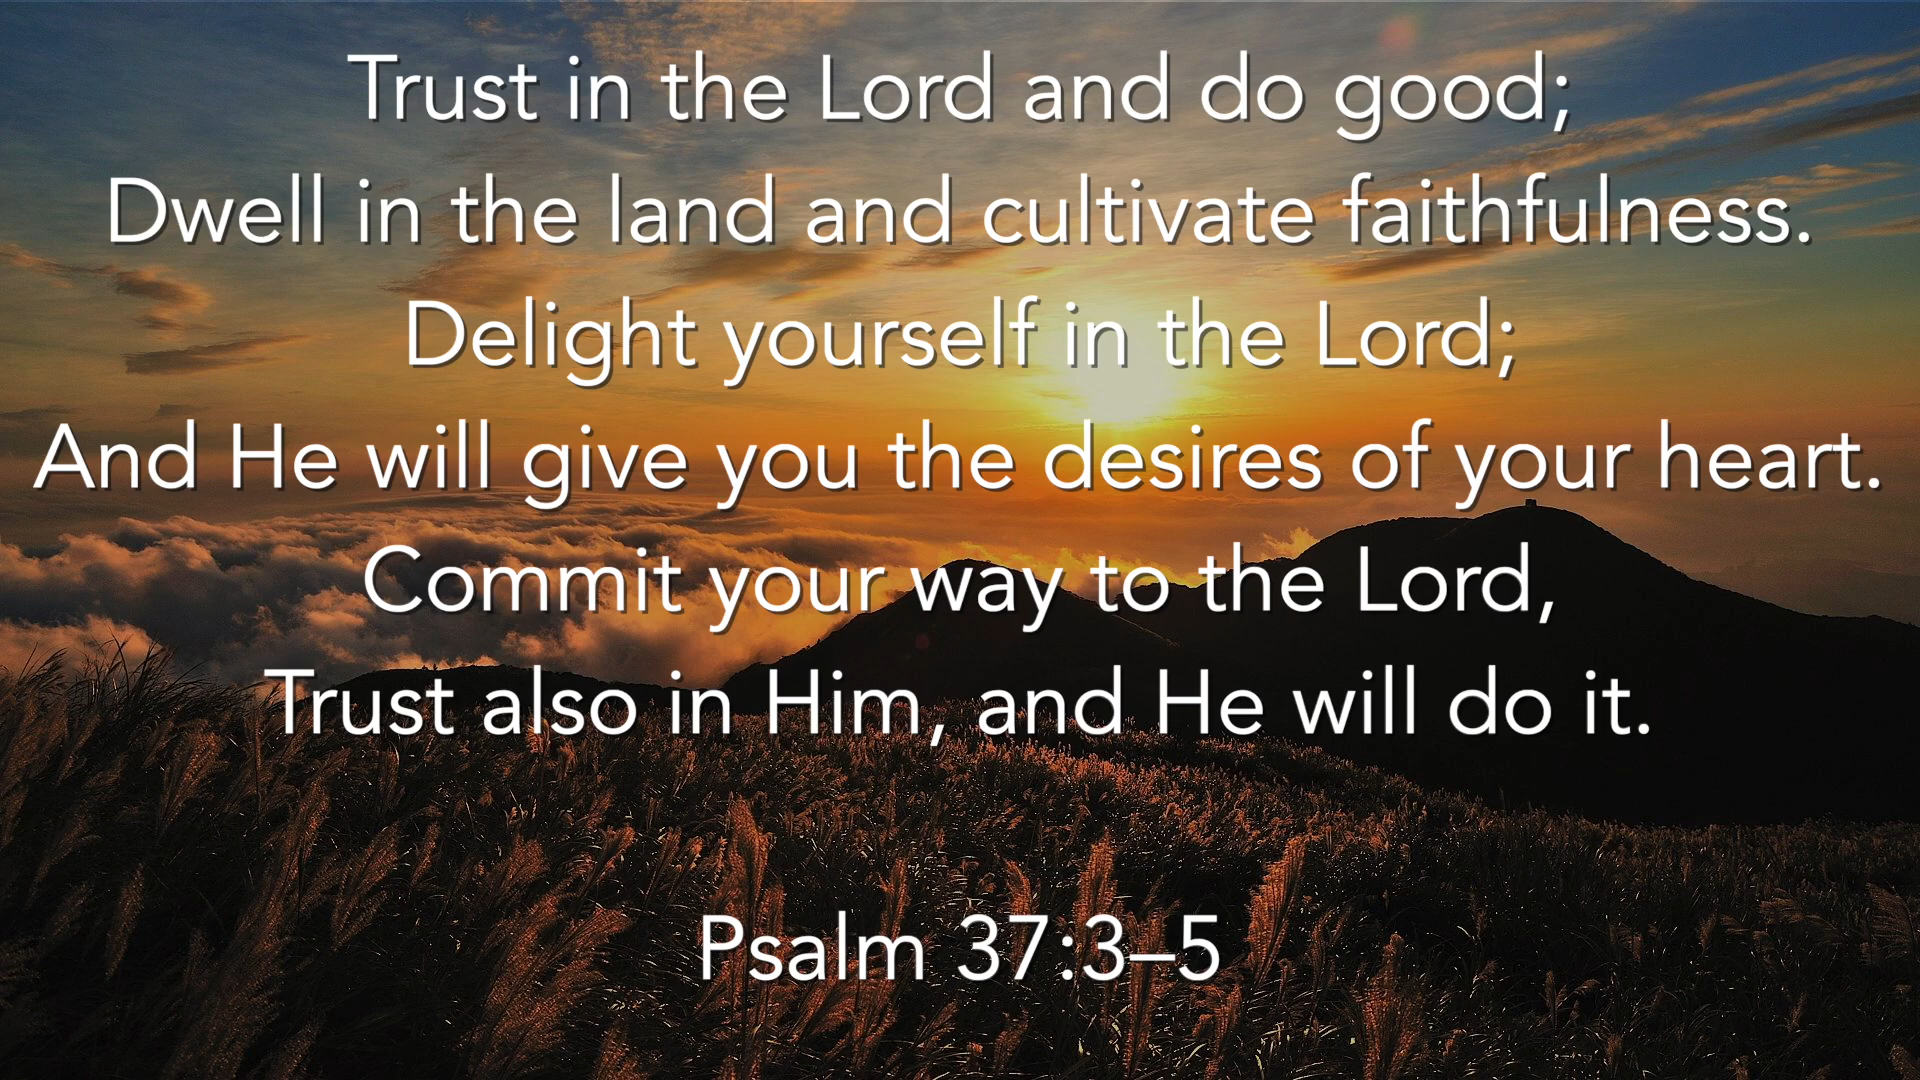 Trust in the Lord and do good;
Dwell in the land and cultivate faithfulness.
Delight yourself in the Lord;
And He will give you the desires of your heart.
Commit your way to the Lord,
Trust also in Him, and He will do it.
Psalm 37:3–5